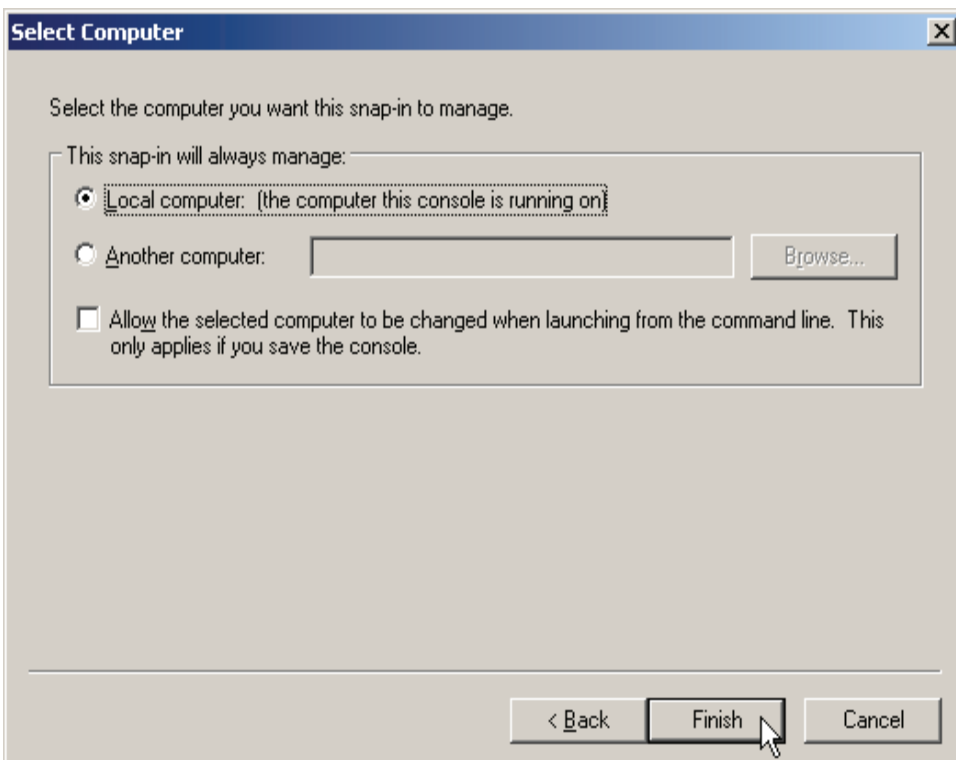 Select Computer
Select the computer you want this snap-in to manage.
This snap-in will always manage:
Local computer: (the computer this console is running on)
Another computer:
Browse...
Allow the selected computer to be changed when launching from the command line. This
only applies if you save the console.
< Back
Finish
Cancel